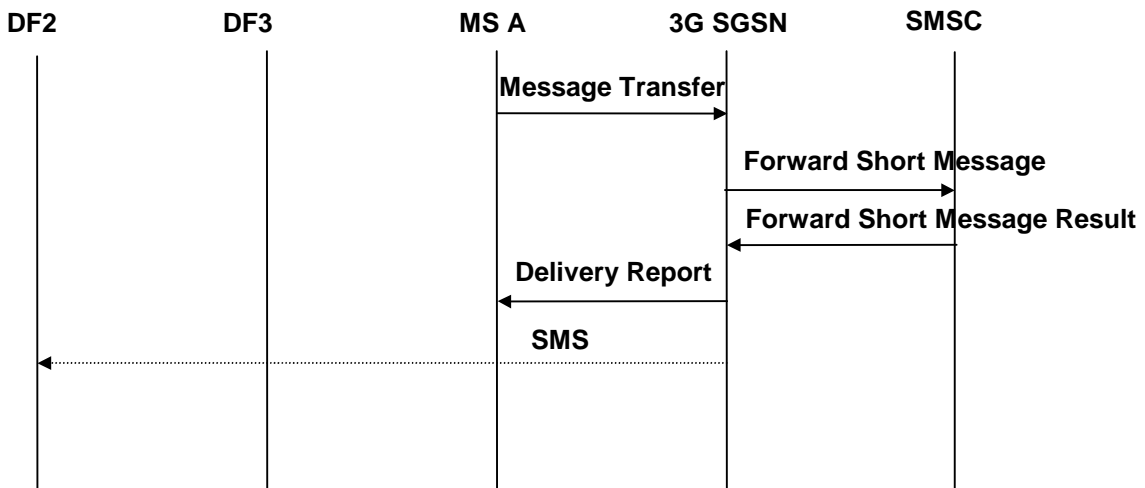 DF2 DF3 MS A 3G SGSN SMSC
Message Transfer
Forward Short Message
Forward Short Message Result
Delivery Report
SMS